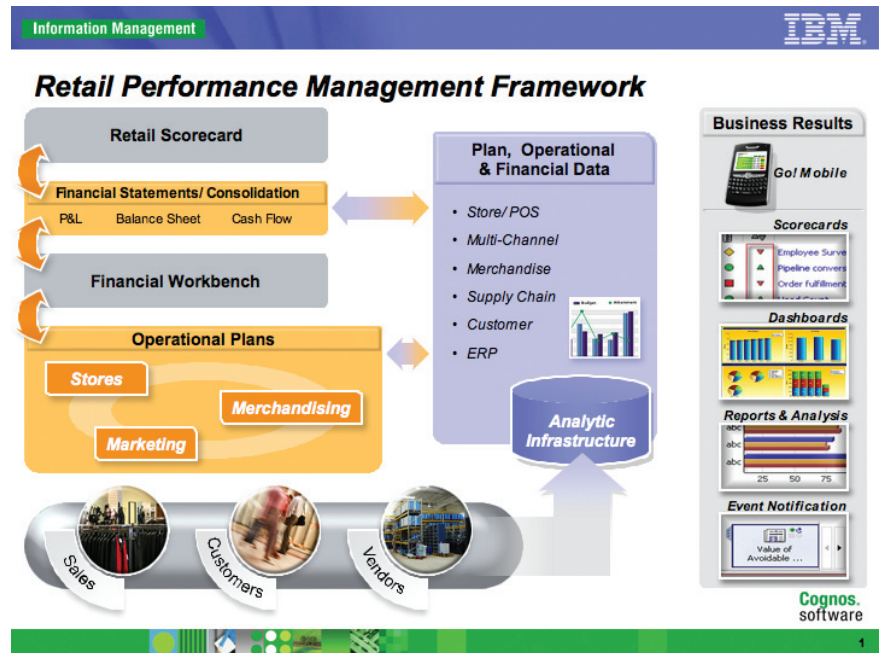 Information Management
IBM.
Retail Performance Management Framework
Retail Scorecard
Financial Statements/ Consolidation
P&L Balance Sheet Cash Flow
Financial Workbench
Operational Plans
Stores
Merchandising
Marketing
Plan, Operational
& Financial Data
• Store/ POS
• Multi-Channel
• Merchandise
• Supply Chain
• Customer
• ERP
Budget
Analytic
Infrastructure
Sales
Customers
Vendors
Business Results
Go! Mobile
Scorecards
Employee Surve
Pipeline convers
Order fulfillment
Dashboards
Reports & Analysis
abc
abc
abc
25 50 75
Event Notification
Value of
Avoidable ...
Cognos.
software
1